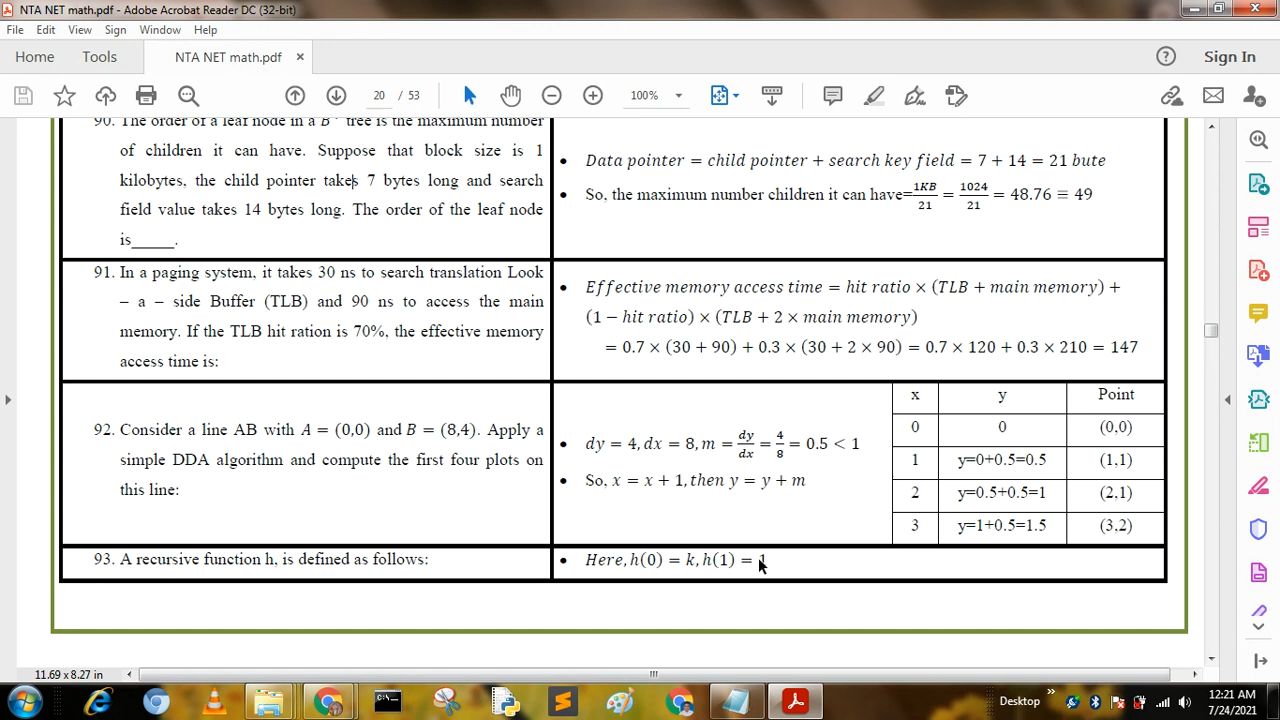 NTA NET math.pdf - Adobe Acrobat Reader DC (32-bit)
File Edit View Sign Window Help
Home Tools NTA NET math.pdf × Sign In
20 / 53 100%
90. The order of a leaf node in a B + tree is the maximum number
of children it can have. Suppose that block size is 1
kilobytes, the child pointer takes 7 bytes long and search
field value takes 14 bytes long. The order of the leaf node
is_____.
• Data pointer = child pointer + search key field = 7 + 14 = 21 bute
• So, the maximum number children it can have=1KB/21 = 1024/21 = 48.76 ≡ 49
91. In a paging system, it takes 30 ns to search translation Look
– a – side Buffer (TLB) and 90 ns to access the main
memory. If the TLB hit ration is 70%, the effective memory
access time is:
• Effective memory access time = hit ratio × (TLB + main memory) +
(1 − hit ratio) × (TLB + 2 × main memory)
= 0.7 × (30 + 90) + 0.3 × (30 + 2 × 90) = 0.7 × 120 + 0.3 × 210 = 147
92. Consider a line AB with A = (0,0) and B = (8,4). Apply a
simple DDA algorithm and compute the first four plots on
this line:
• dy = 4, dx = 8, m = dy/dx = 4/8 = 0.5 < 1
• So, x = x + 1, then y = y + m
x y Point
0 0 (0,0)
1 y=0+0.5=0.5 (1,1)
2 y=0.5+0.5=1 (2,1)
3 y=1+0.5=1.5 (3,2)
93. A recursive function h, is defined as follows:
• Here, h(0) = k, h(1) = 1
11.69 x 8.27 in
Desktop
12:21 AM
7/24/2021